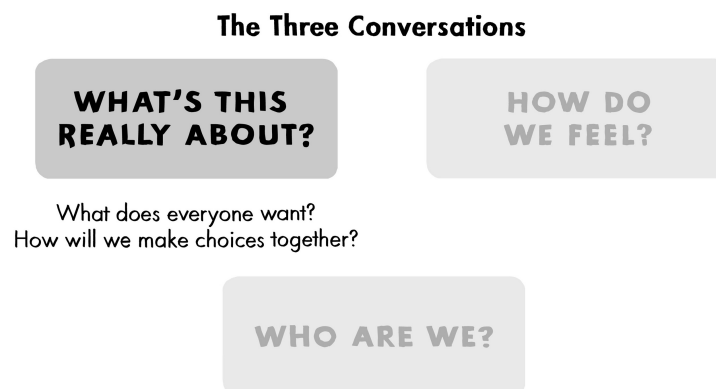 The Three Conversations
WHAT'S THIS
REALLY ABOUT?
HOW DO
WE FEEL?
What does everyone want?
How will we make choices together?
WHO ARE WE?